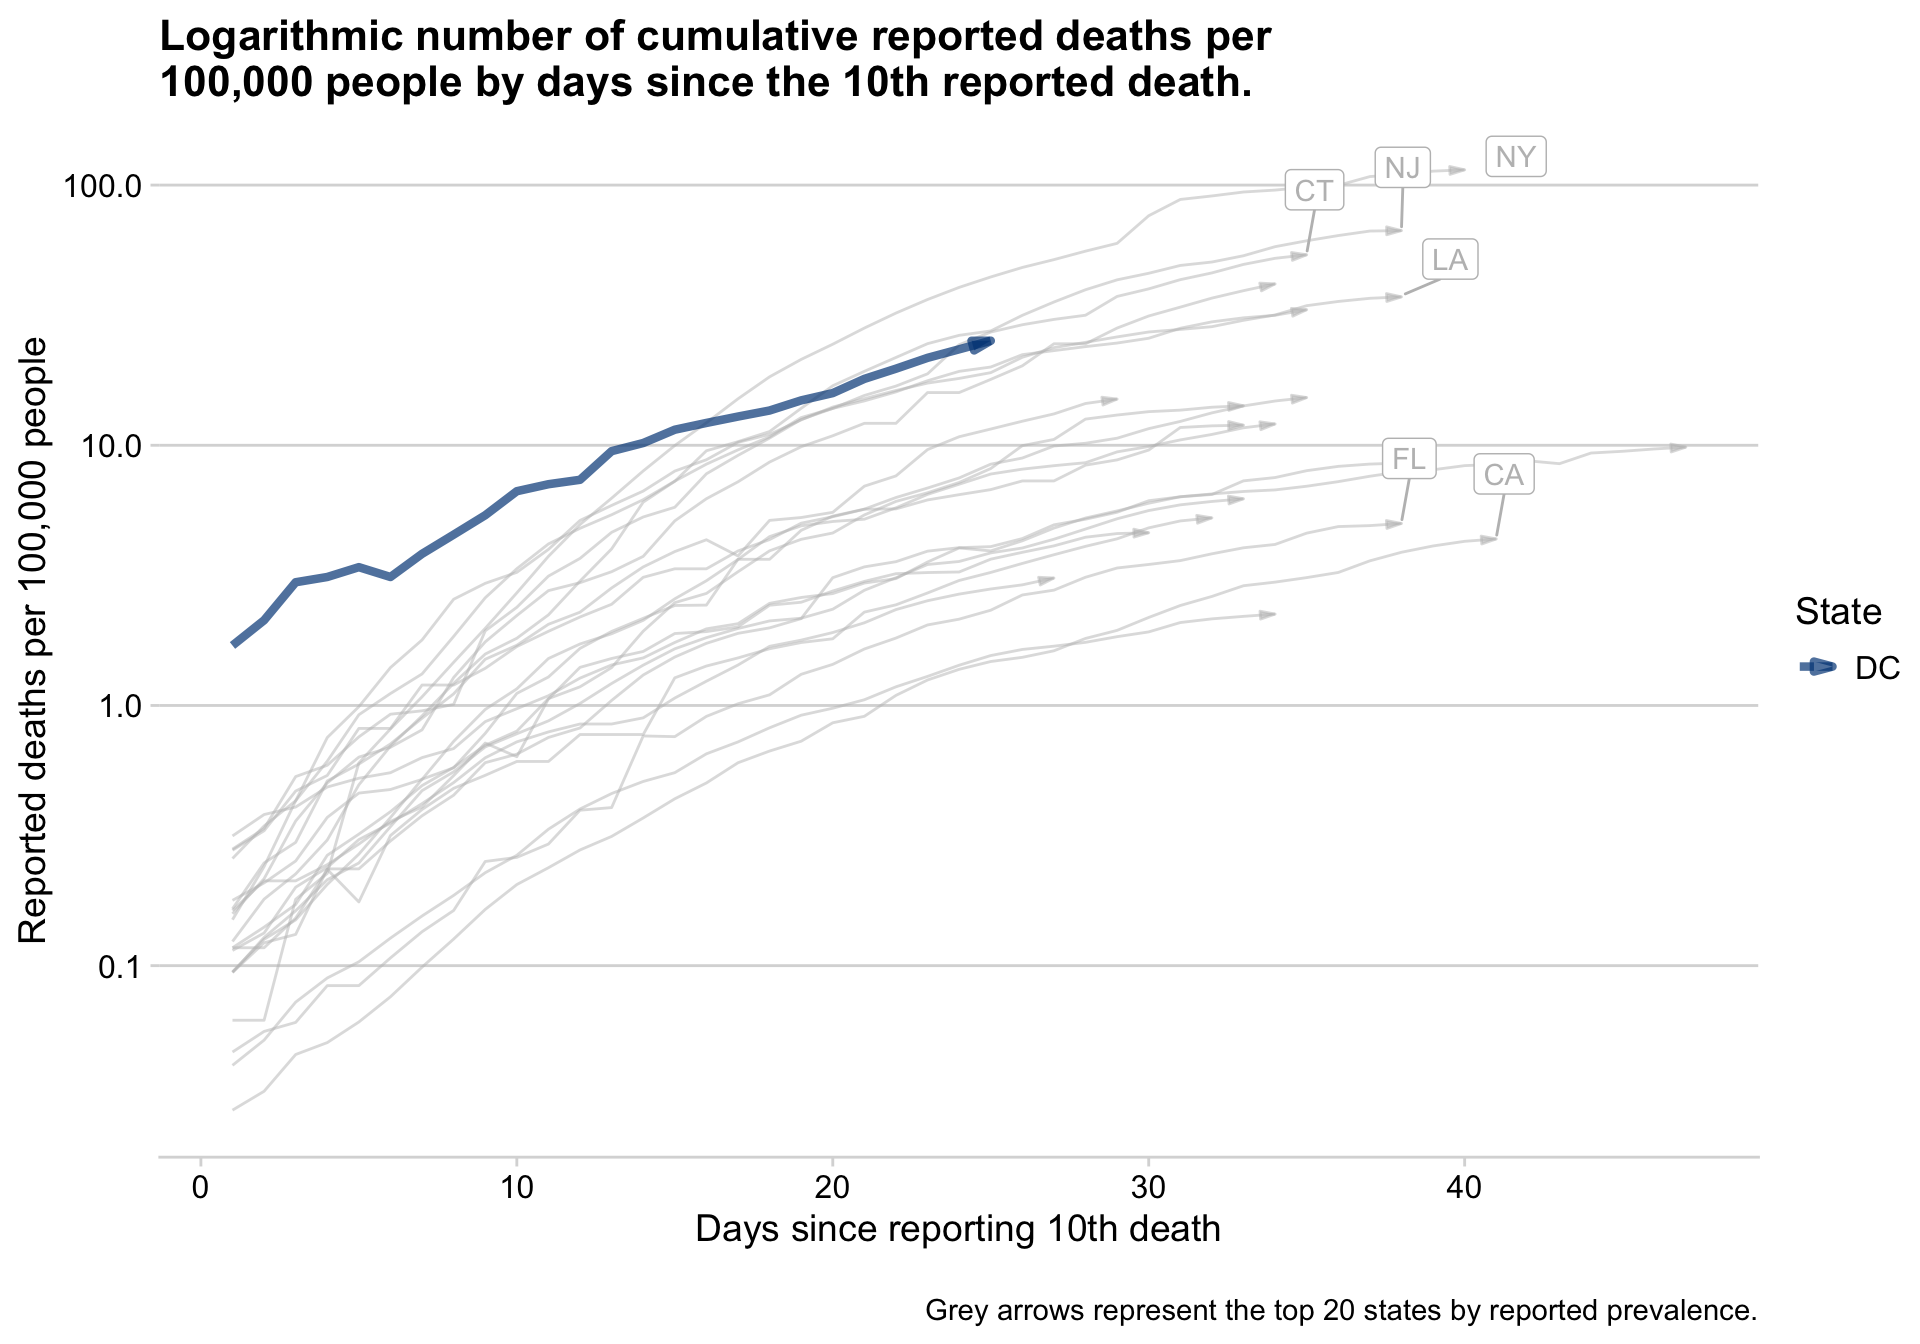 Logarithmic number of cumulative reported deaths per
100,000 people by days since the 10th reported death.
Reported deaths per 100,000 people
100.0
10.0
1.0
0.1
NY
NJ
CT
LA
FL
CA
State
DC
0
10
20
30
40
Days since reporting 10th death
Grey arrows represent the top 20 states by reported prevalence.